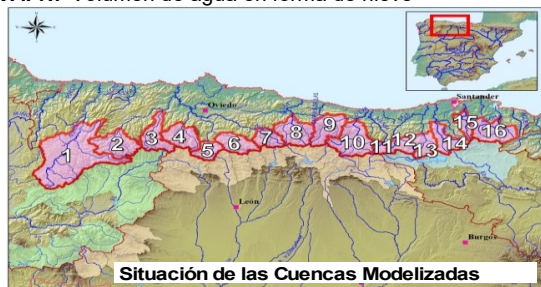 Volumen de agua en forma de nieve
Oviedo
Santander
1
2
3
4
5
6
7
8
9
10
11
12
13
14
15
16
León
Burgos
Situación de las Cuencas Modelizadas